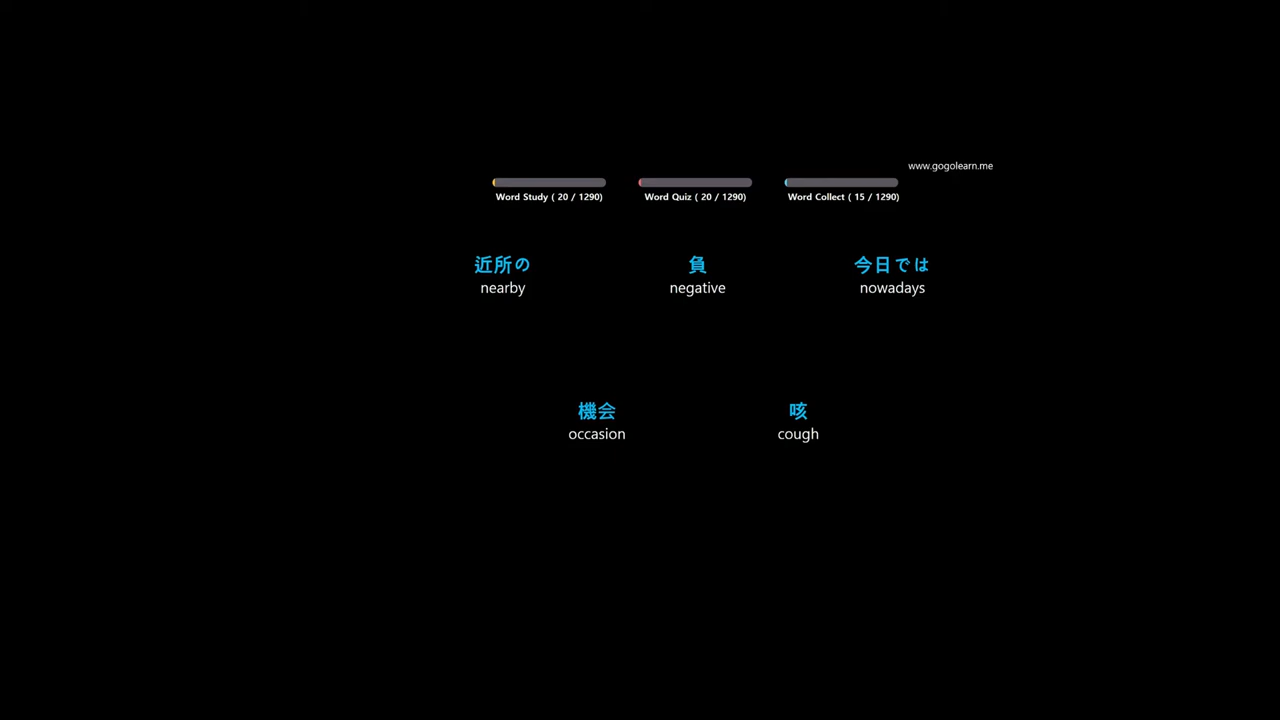 www.gogolearn.me
Word Study ( 20 / 1290)
Word Quiz ( 20 / 1290)
Word Collect ( 15 / 1290)
近所の
nearby
負
negative
今日では
nowadays
機会
occasion
咳
cough